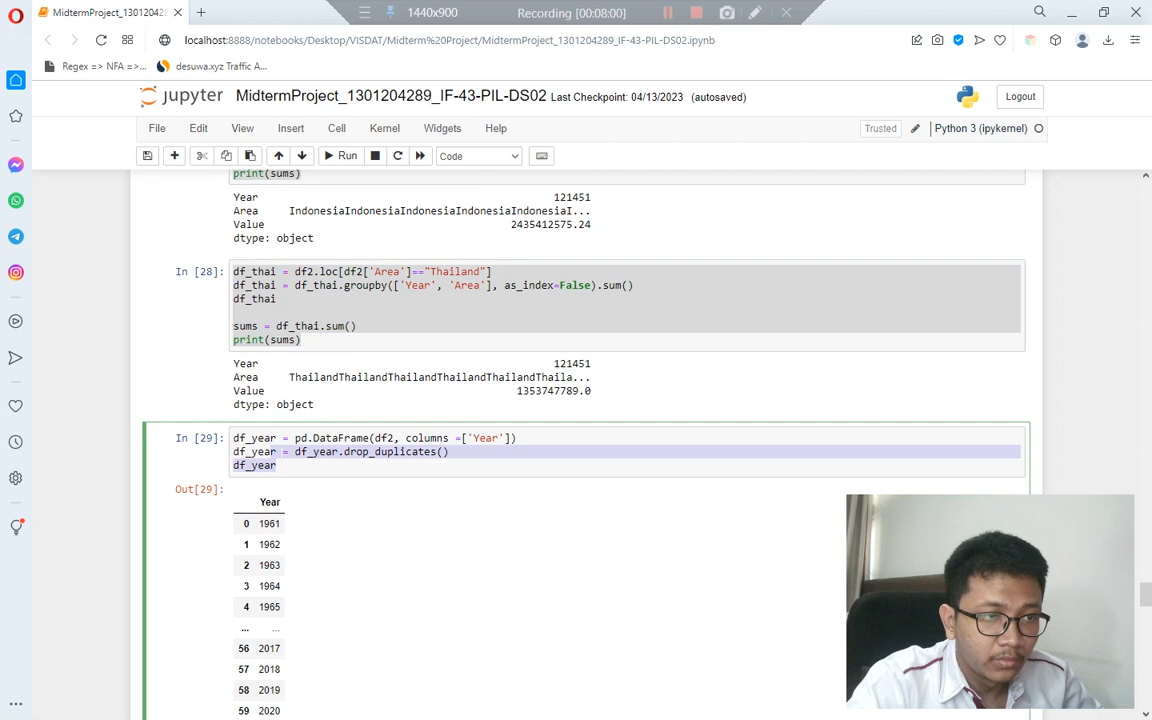 MidtermProject_130120428
1440x900
Recording [00:08:00]
localhost:8888/notebooks/Desktop/VISDAT/Midterm%20Project/MidtermProject_1301204289_IF-43-PIL-DS02.ipynb
Regex => NFA =>...
desuwa.xyz Traffic A...
jupyter
MidtermProject_1301204289_IF-43-PIL-DS02
Last Checkpoint: 04/13/2023
(autosaved)
Logout
File
Edit
View
Insert
Cell
Kernel
Widgets
Help
Trusted
Python 3 (ipykernel)
Run
Code
print(sums)
Year 121451
Area IndonesiaIndonesiaIndonesiaIndonesiaIndonesiaI...
Value 2435412575.24
dtype: object
In [28]:
df_thai = df2.loc[df2['Area']=="Thailand"]
df_thai = df_thai.groupby(['Year', 'Area'], as_index=False).sum()
df_thai
sums = df_thai.sum()
print(sums)
Year 121451
Area ThailandThailandThailandThailandThailandThaila...
Value 1353747789.0
dtype: object
In [29]:
df_year = pd.DataFrame(df2, columns =['Year'])
df_year = df_year.drop_duplicates()
df_year
Out[29]:
Year
0 1961
1 1962
2 1963
3 1964
4 1965
... ...
56 2017
57 2018
58 2019
59 2020